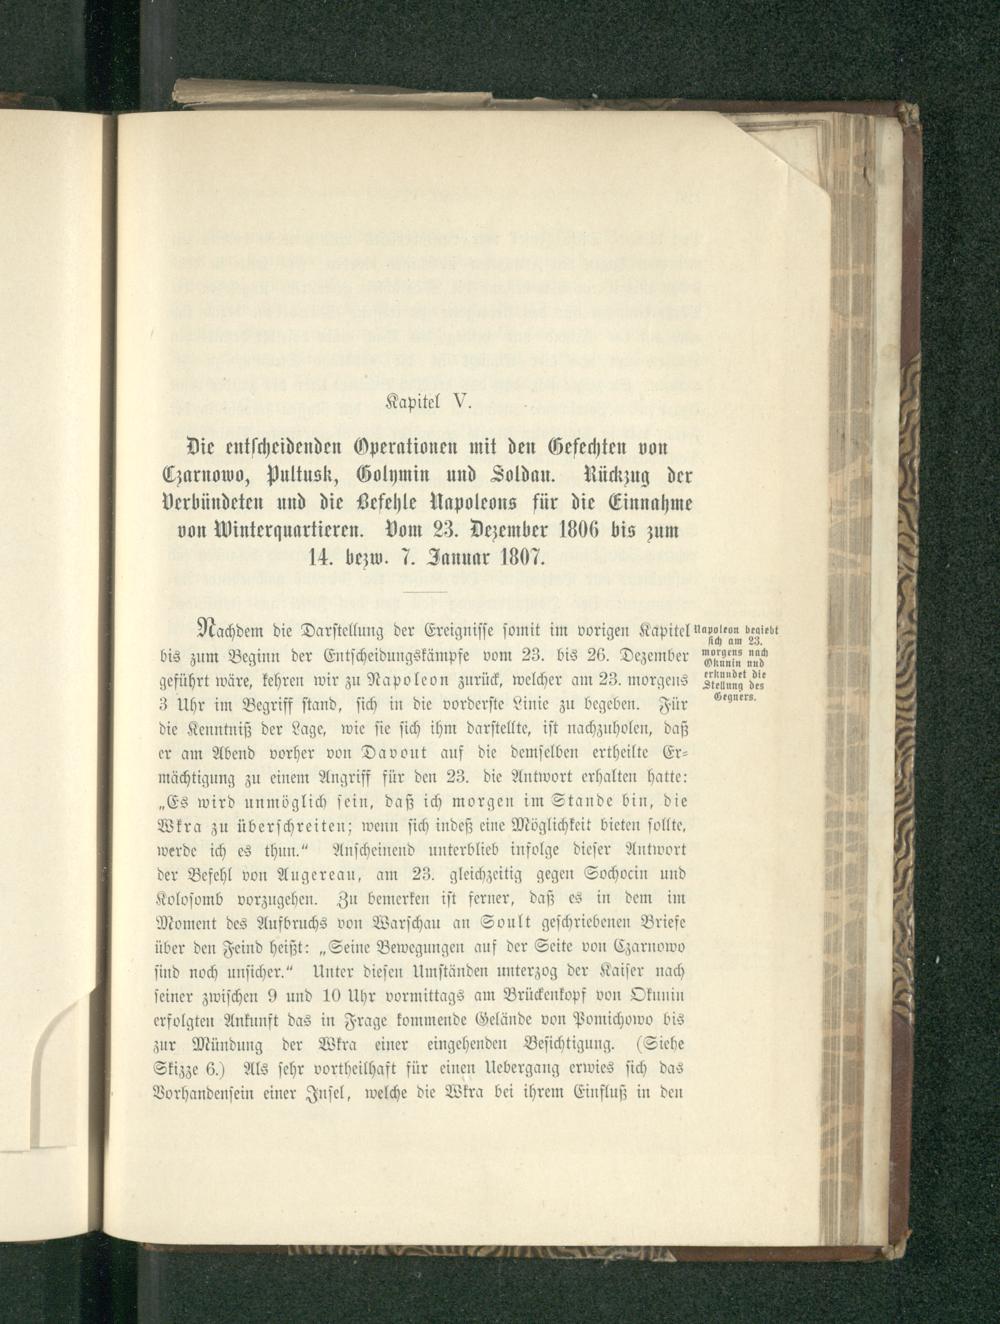 Kapitel V.
Die entscheidenden Operationen mit den Gefechten von
Czarnowo, Pultusk, Golymin und Soldau. Rückzug der
Verbündeten und die Befehle Napoleons für die Einnahme
von Winterquartieren. Vom 23. Dezember 1806 bis zum
14. bezw. 7. Januar 1807.
Nachdem die Darstellung der Ereignisse somit im vorigen Kapitel
bis zum Beginn der Entscheidungskämpfe vom 23. bis 26. Dezember
geführt wäre, kehren wir zu Napoleon zurück, welcher am 23. morgens
3 Uhr im Begriff stand, sich in die vorderste Linie zu begeben. Für
die Kenntniß der Lage, wie sie sich ihm darstellte, ist nachzuholen, daß
er am Abend vorher von Davout auf die demselben ertheilte Er-
mächtigung zu einem Angriff für den 23. die Antwort erhalten hatte:
„Es wird unmöglich sein, daß ich morgen im Stande bin, die
Wkra zu überschreiten; wenn sich indeß eine Möglichkeit bieten sollte,
werde ich es thun.“ Anscheinend unterblieb infolge dieser Antwort
der Befehl von Augereau, am 23. gleichzeitig gegen Sochocin und
Kolosomb vorzugehen. Zu bemerken ist ferner, daß es in dem im
Moment des Aufbruchs von Warschau an Soult geschriebenen Briefe
über den Feind heißt: „Seine Bewegungen auf der Seite von Czarnowo
sind noch unsicher.“ Unter diesen Umständen unterzog der Kaiser nach
seiner zwischen 9 und 10 Uhr vormittags am Brückenkopf von Okunin
erfolgten Ankunft das in Frage kommende Gelände von Pomichowo bis
zur Mündung der Wkra einer eingehenden Besichtigung. (Siehe
Skizze 6.) Als sehr vortheilhaft für einen Uebergang erwies sich das
Vorhandensein einer Insel, welche die Wkra bei ihrem Einfluß in den
Napoleon begiebt
sich am 23.
morgens nach
Okunin und
erkundet die
Stellung des
Gegners.